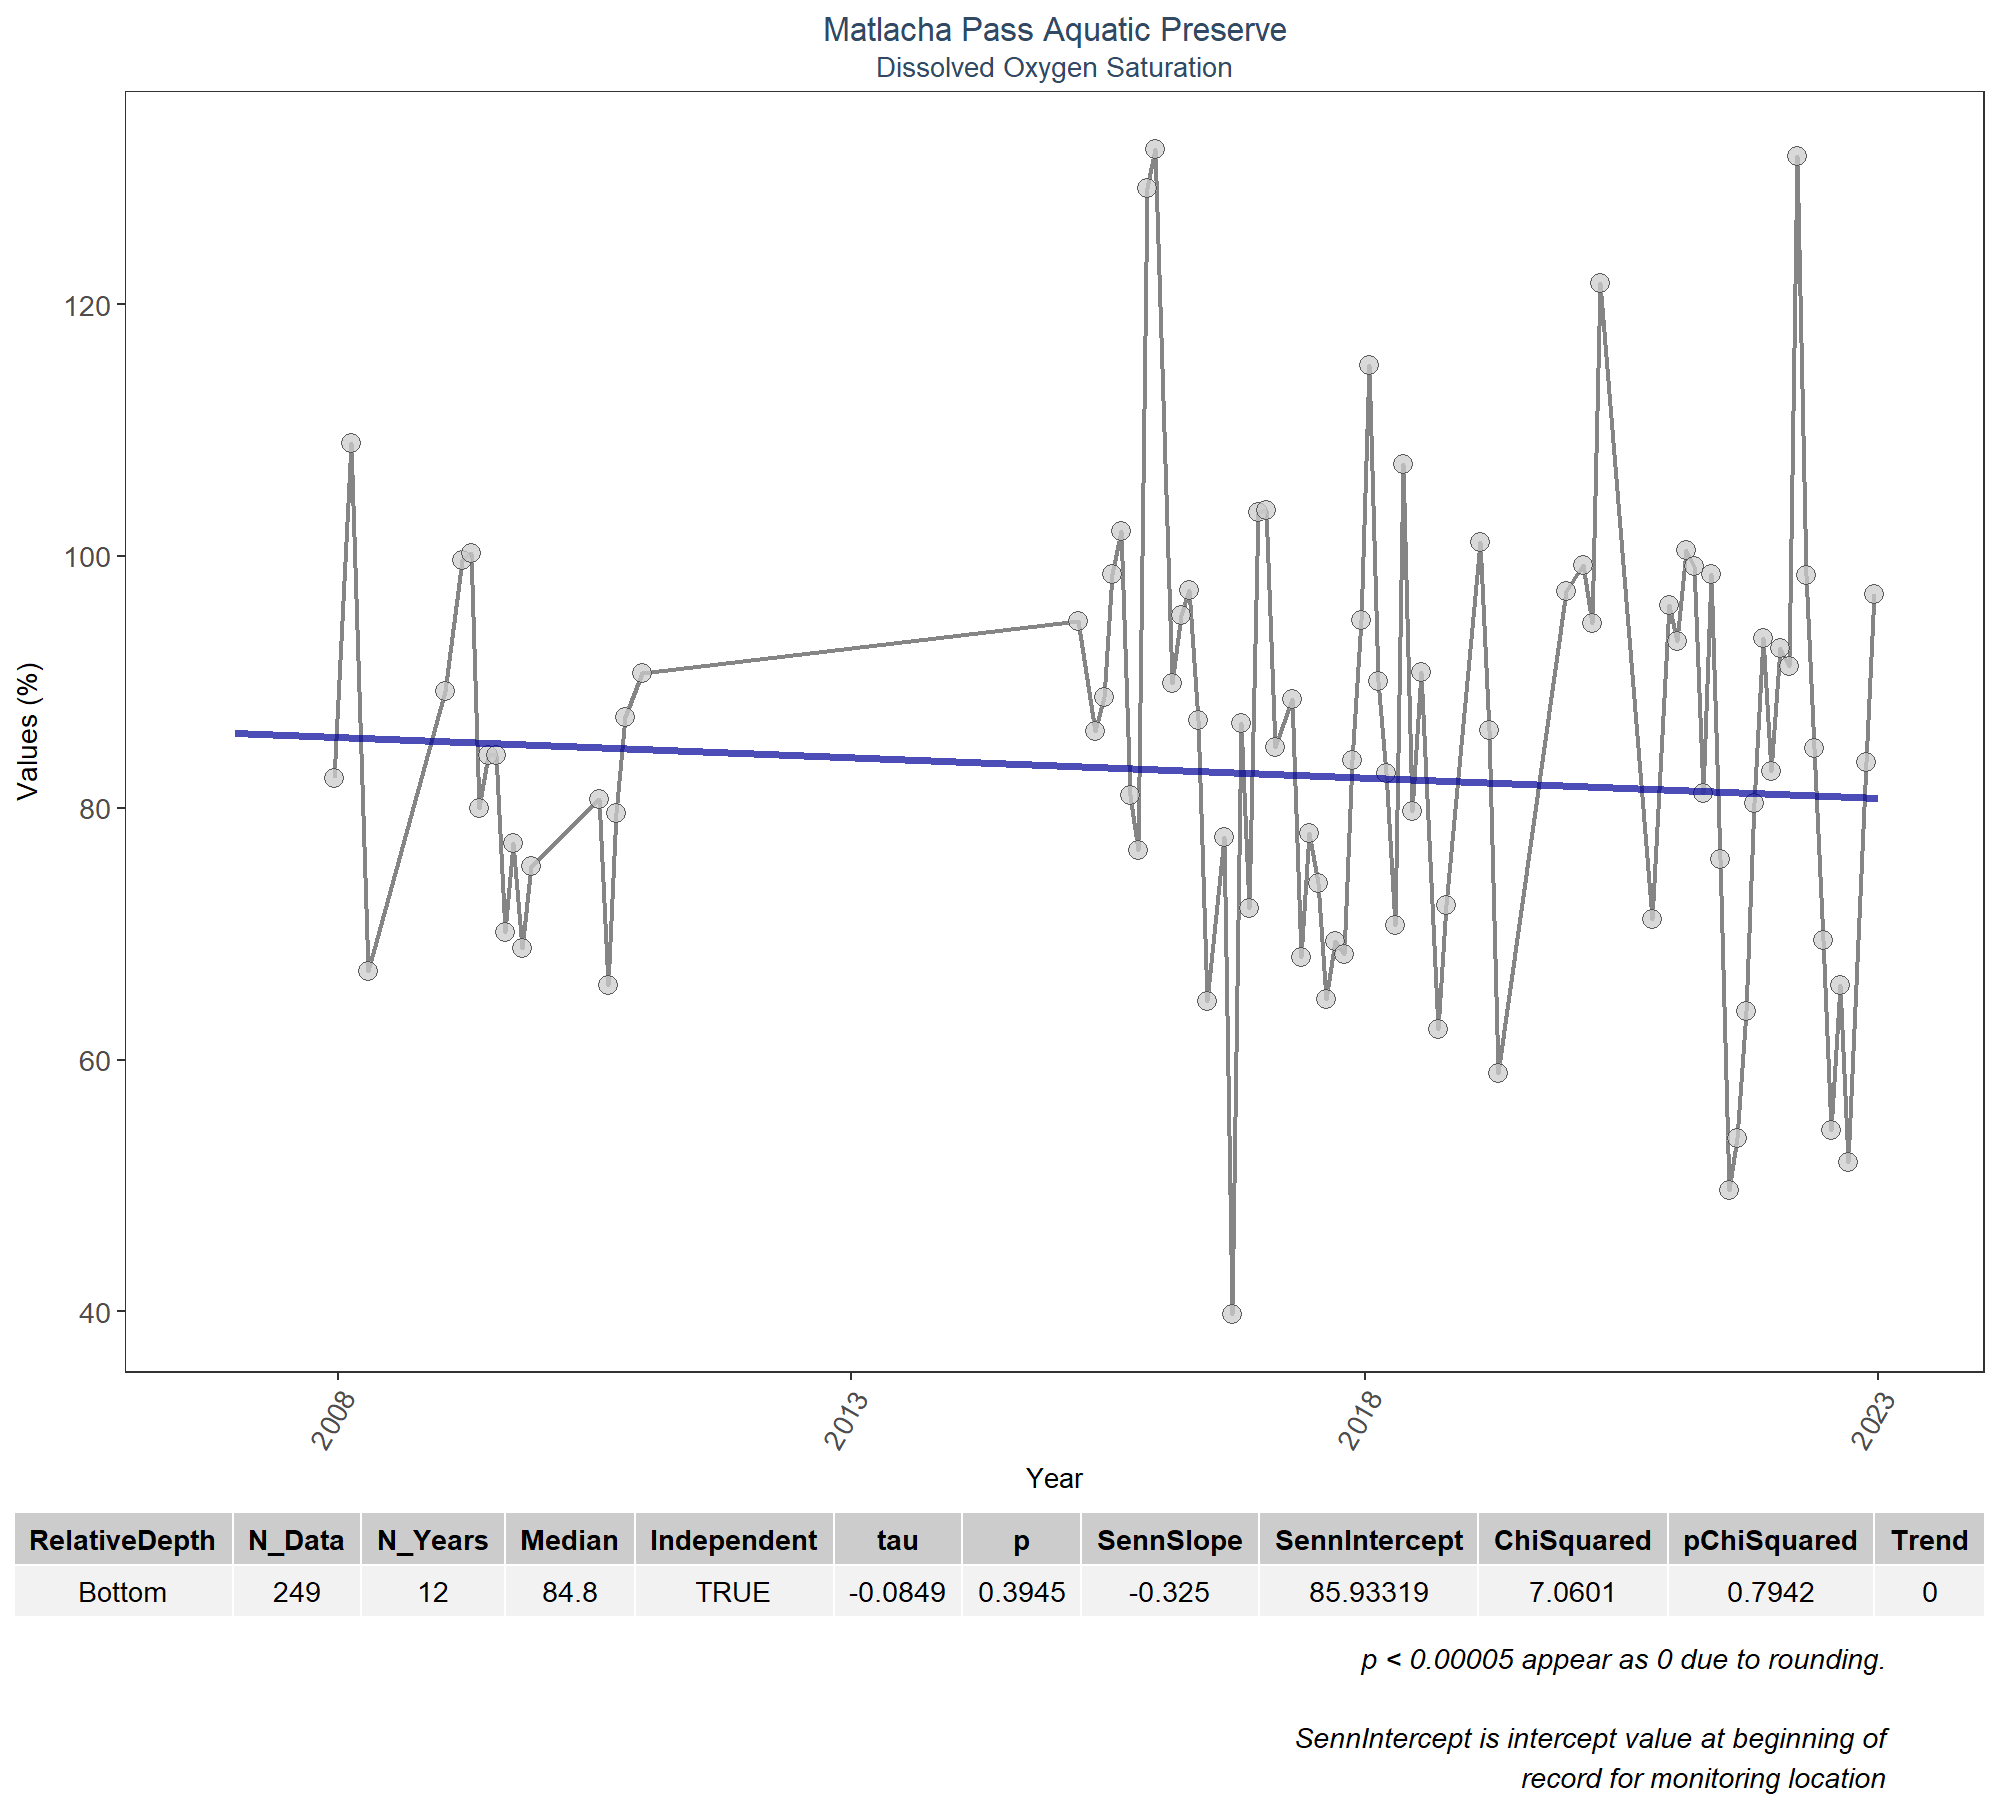 Matlacha Pass Aquatic Preserve
Dissolved Oxygen Saturation
Values (%)
120
100
80
60
40
2008
2013
2018
2023
Year
RelativeDepth N_Data N_Years Median Independent tau p SennSlope SennIntercept ChiSquared pChiSquared Trend
Bottom 249 12 84.8 TRUE -0.0849 0.3945 -0.325 85.93319 7.0601 0.7942 0
p < 0.00005 appear as 0 due to rounding.
SennIntercept is intercept value at beginning of
record for monitoring location